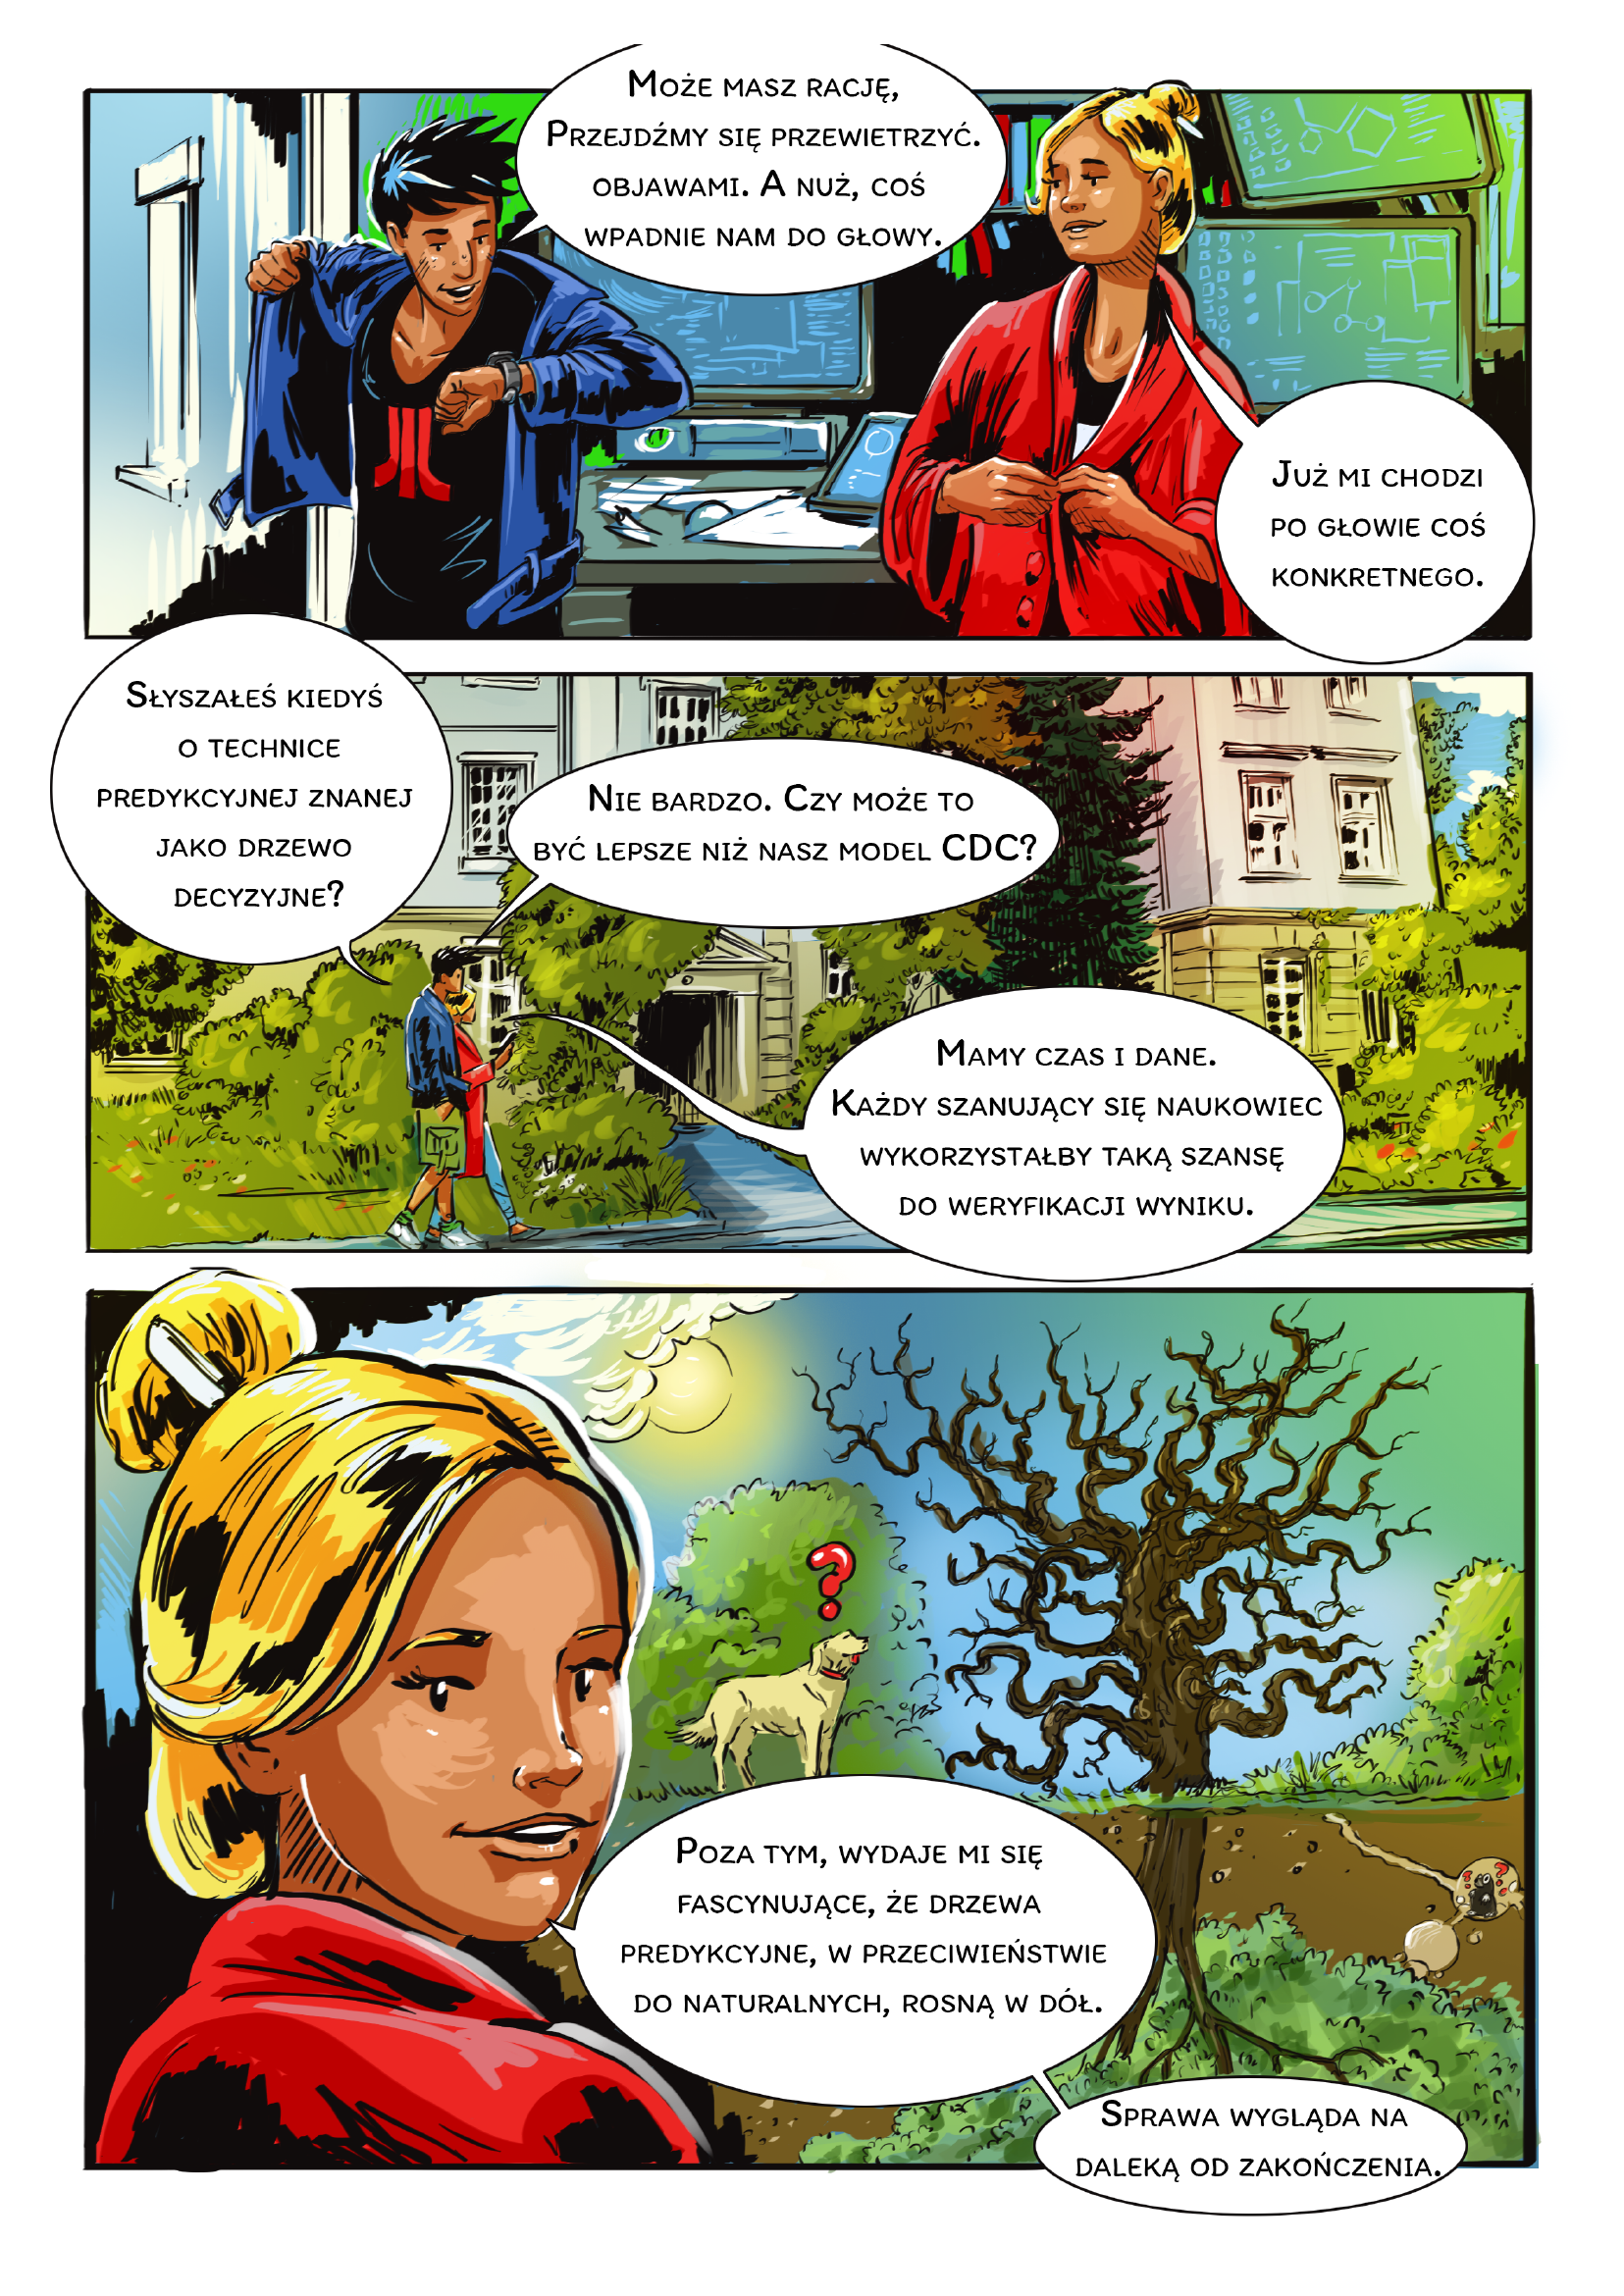 Może masz rację,
Przejdźmy się przewietrzyć.
objawami. A nuż, coś
wpadnie nam do głowy.
Już mi chodzi
po głowie coś
konkretnego.
Słyszałeś kiedyś
o technice
predykcyjnej znanej
jako drzewo
decyzyjne?
Nie bardzo. Czy może to
być lepsze niż nasz model CDC?
Mamy czas i dane.
Każdy szanujący się naukowiec
wykorzystałby taką szansę
do weryfikacji wyniku.
?
Poza tym, wydaje mi się
fascynujące, że drzewa
predykcyjne, w przeciwieństwie
do naturalnych, rosną w dół.
Sprawa wygląda na
daleką od zakończenia.